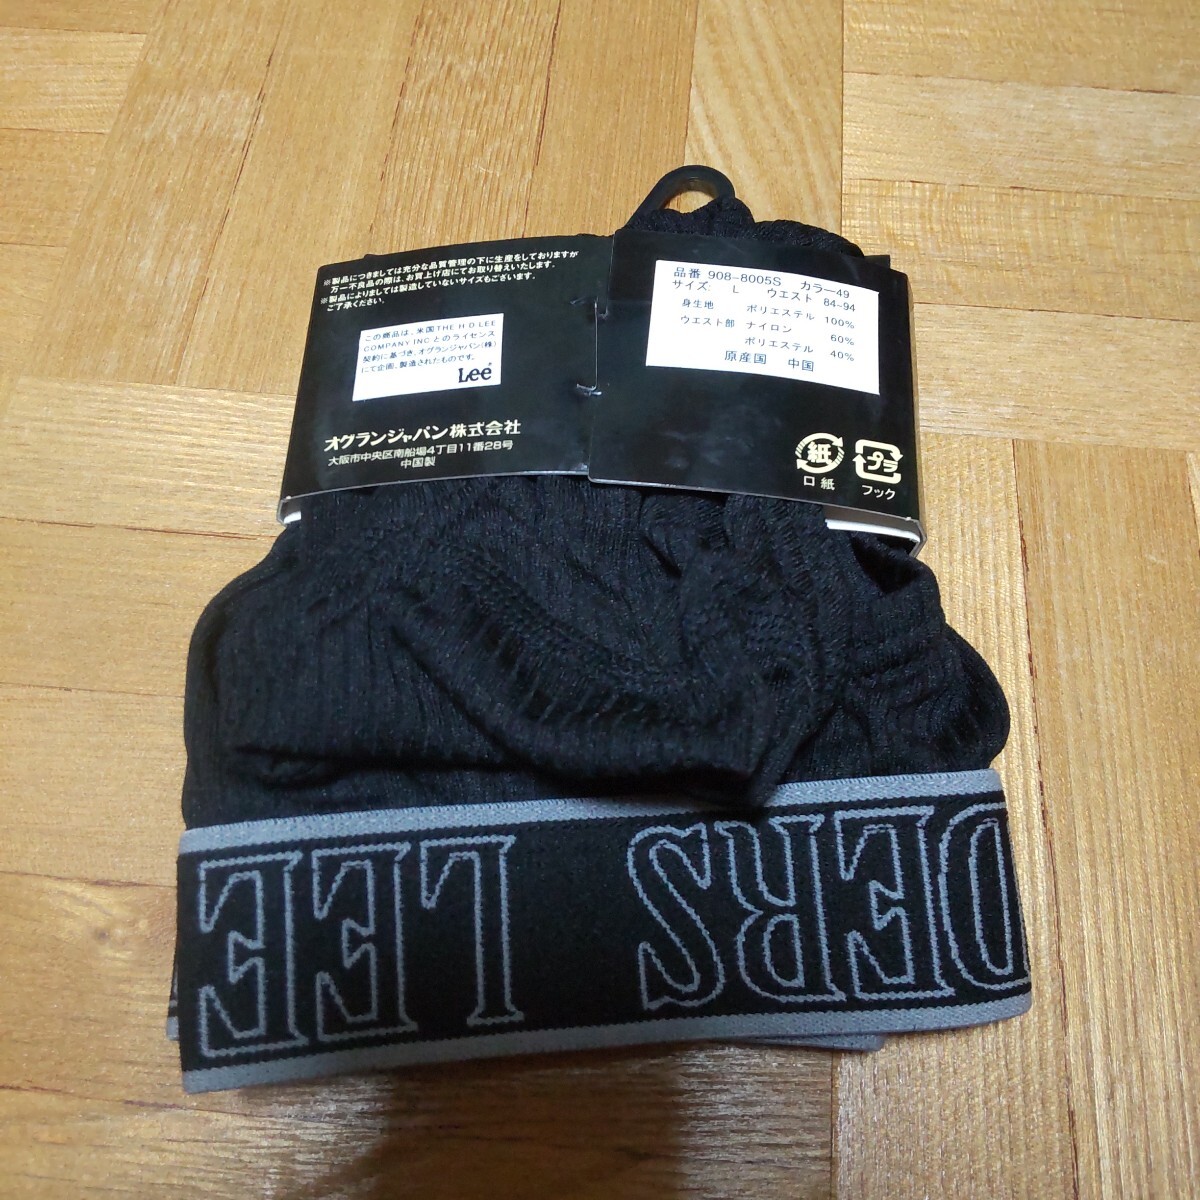 ※製品につきましては充分な品質管理の下に生産をしておりますが
万一不良品の際は、お買上げ店にてお取り替えいたします。
※製品によりましては製造していないサイズもございます。
ご了承ください。
この商品は、米国THE H D LEE
COMPANY INC とのライセンス
契約に基づき、オグランジャパン(株)
にて企画、製造されたものです。
Lee
オグランジャパン株式会社
大阪市中央区南船場4丁目11番28号
中国製
品番 908-8005S カラー49
サイズ: L ウエスト 84-94
身生地 ポリエステル 100%
ウエスト部 ナイロン 60%
ポリエステル 40%
原産国 中国
紙
口紙
プラ
フック
DERS LEE